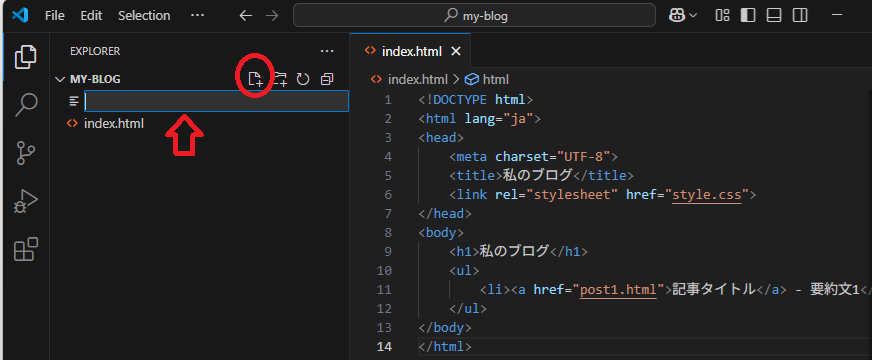 File Edit ... my-blog
EXPLORER ...
MY-BLOG
index.html
index.html
index.html > html
1 <!DOCTYPE html>
2 <html lang="ja">
3 <head>
4 <meta charset="UTF-8">
5 <title>私のブログ</title>
6 <link rel="stylesheet" href="style.css">
7 </head>
8 <body>
9 <h1>私のブログ</h1>
10 <ul>
11 <li><a href="post1.html">記事タイトル</a> - 要約文1</
12 </ul>
13 </body>
14 </html>